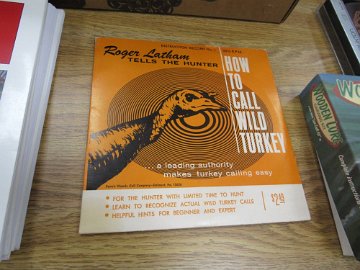 INSTRUCTION RECORD No. 1
Roger Latham
TELLS THE HUNTER
HOW
TO
CALL
WILD
TURKEY
...a leading authority
makes turkey calling easy
• FOR THE HUNTER WITH LIMITED TIME TO HUNT
• LEARN TO RECOGNIZE ACTUAL WILD TURKEY CALLS
• HELPFUL HINTS FOR BEGINNER AND EXPERT